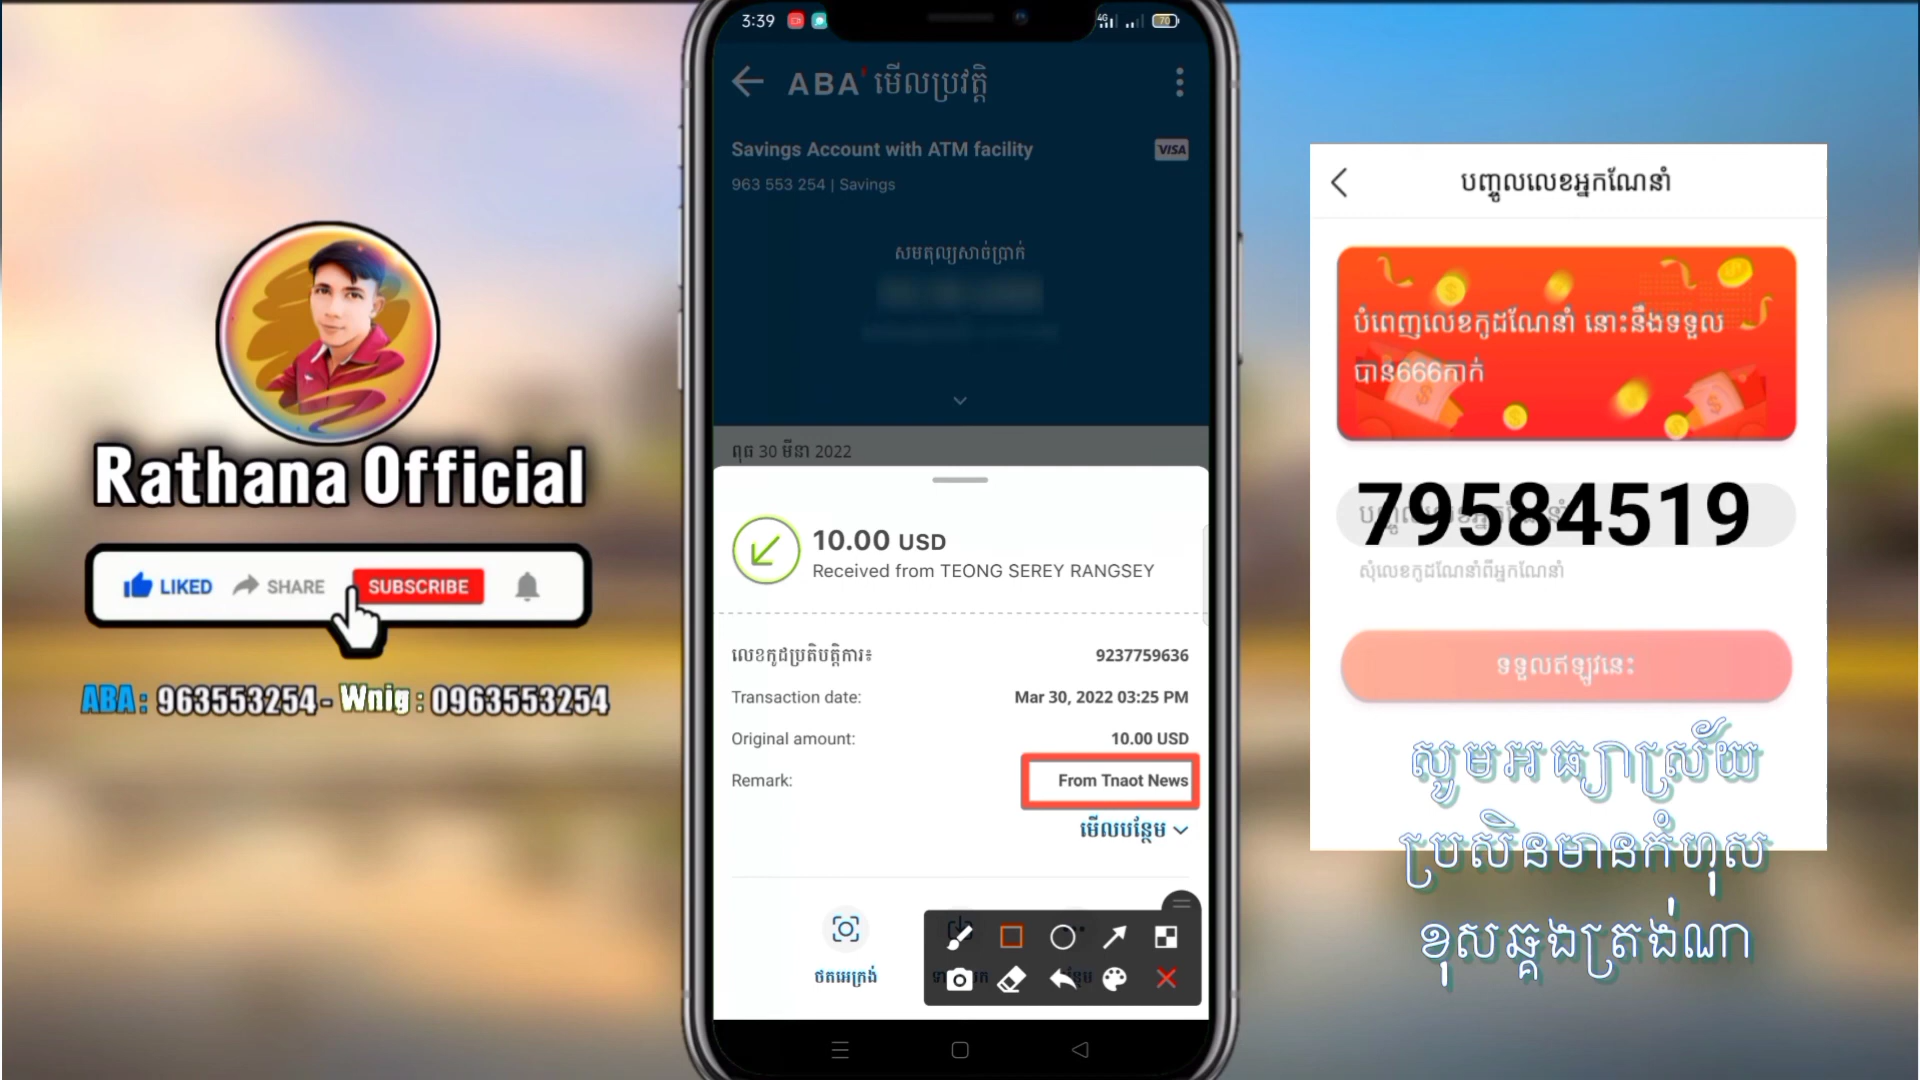 Rathana Official
LIKED
SHARE
SUBSCRIBE
ABA : 963553254 - Wnig : 0963553254
3:39
4G
70
ABA' មើលប្រវត្តិ
Savings Account with ATM facility
VISA
963 553 254 | Savings
សមតុល្យសាច់ប្រាក់
ពុធ 30 មីនា 2022
10.00 USD
Received from TEONG SEREY RANGSEY
លេខកូដប្រតិបត្តិការ៖ 9237759636
Transaction date: Mar 30, 2022 03:25 PM
Original amount: 10.00 USD
Remark: From Tnaot News
មើលបន្ថែម
ថតអេក្រង់
បញ្ចូលលេខអ្នកណែនាំ
បំពេញលេខកូដណែនាំ នោះនឹងទទួល
បាន666កាក់
79584519
សុំលេខកូដណែនាំពីអ្នកណែនាំ
ទទួលឥឡូវនេះ
សូមអធ្យាស្រ័យ
ប្រសិនមានកំហុស
ខុសឆ្គងត្រង់ណា